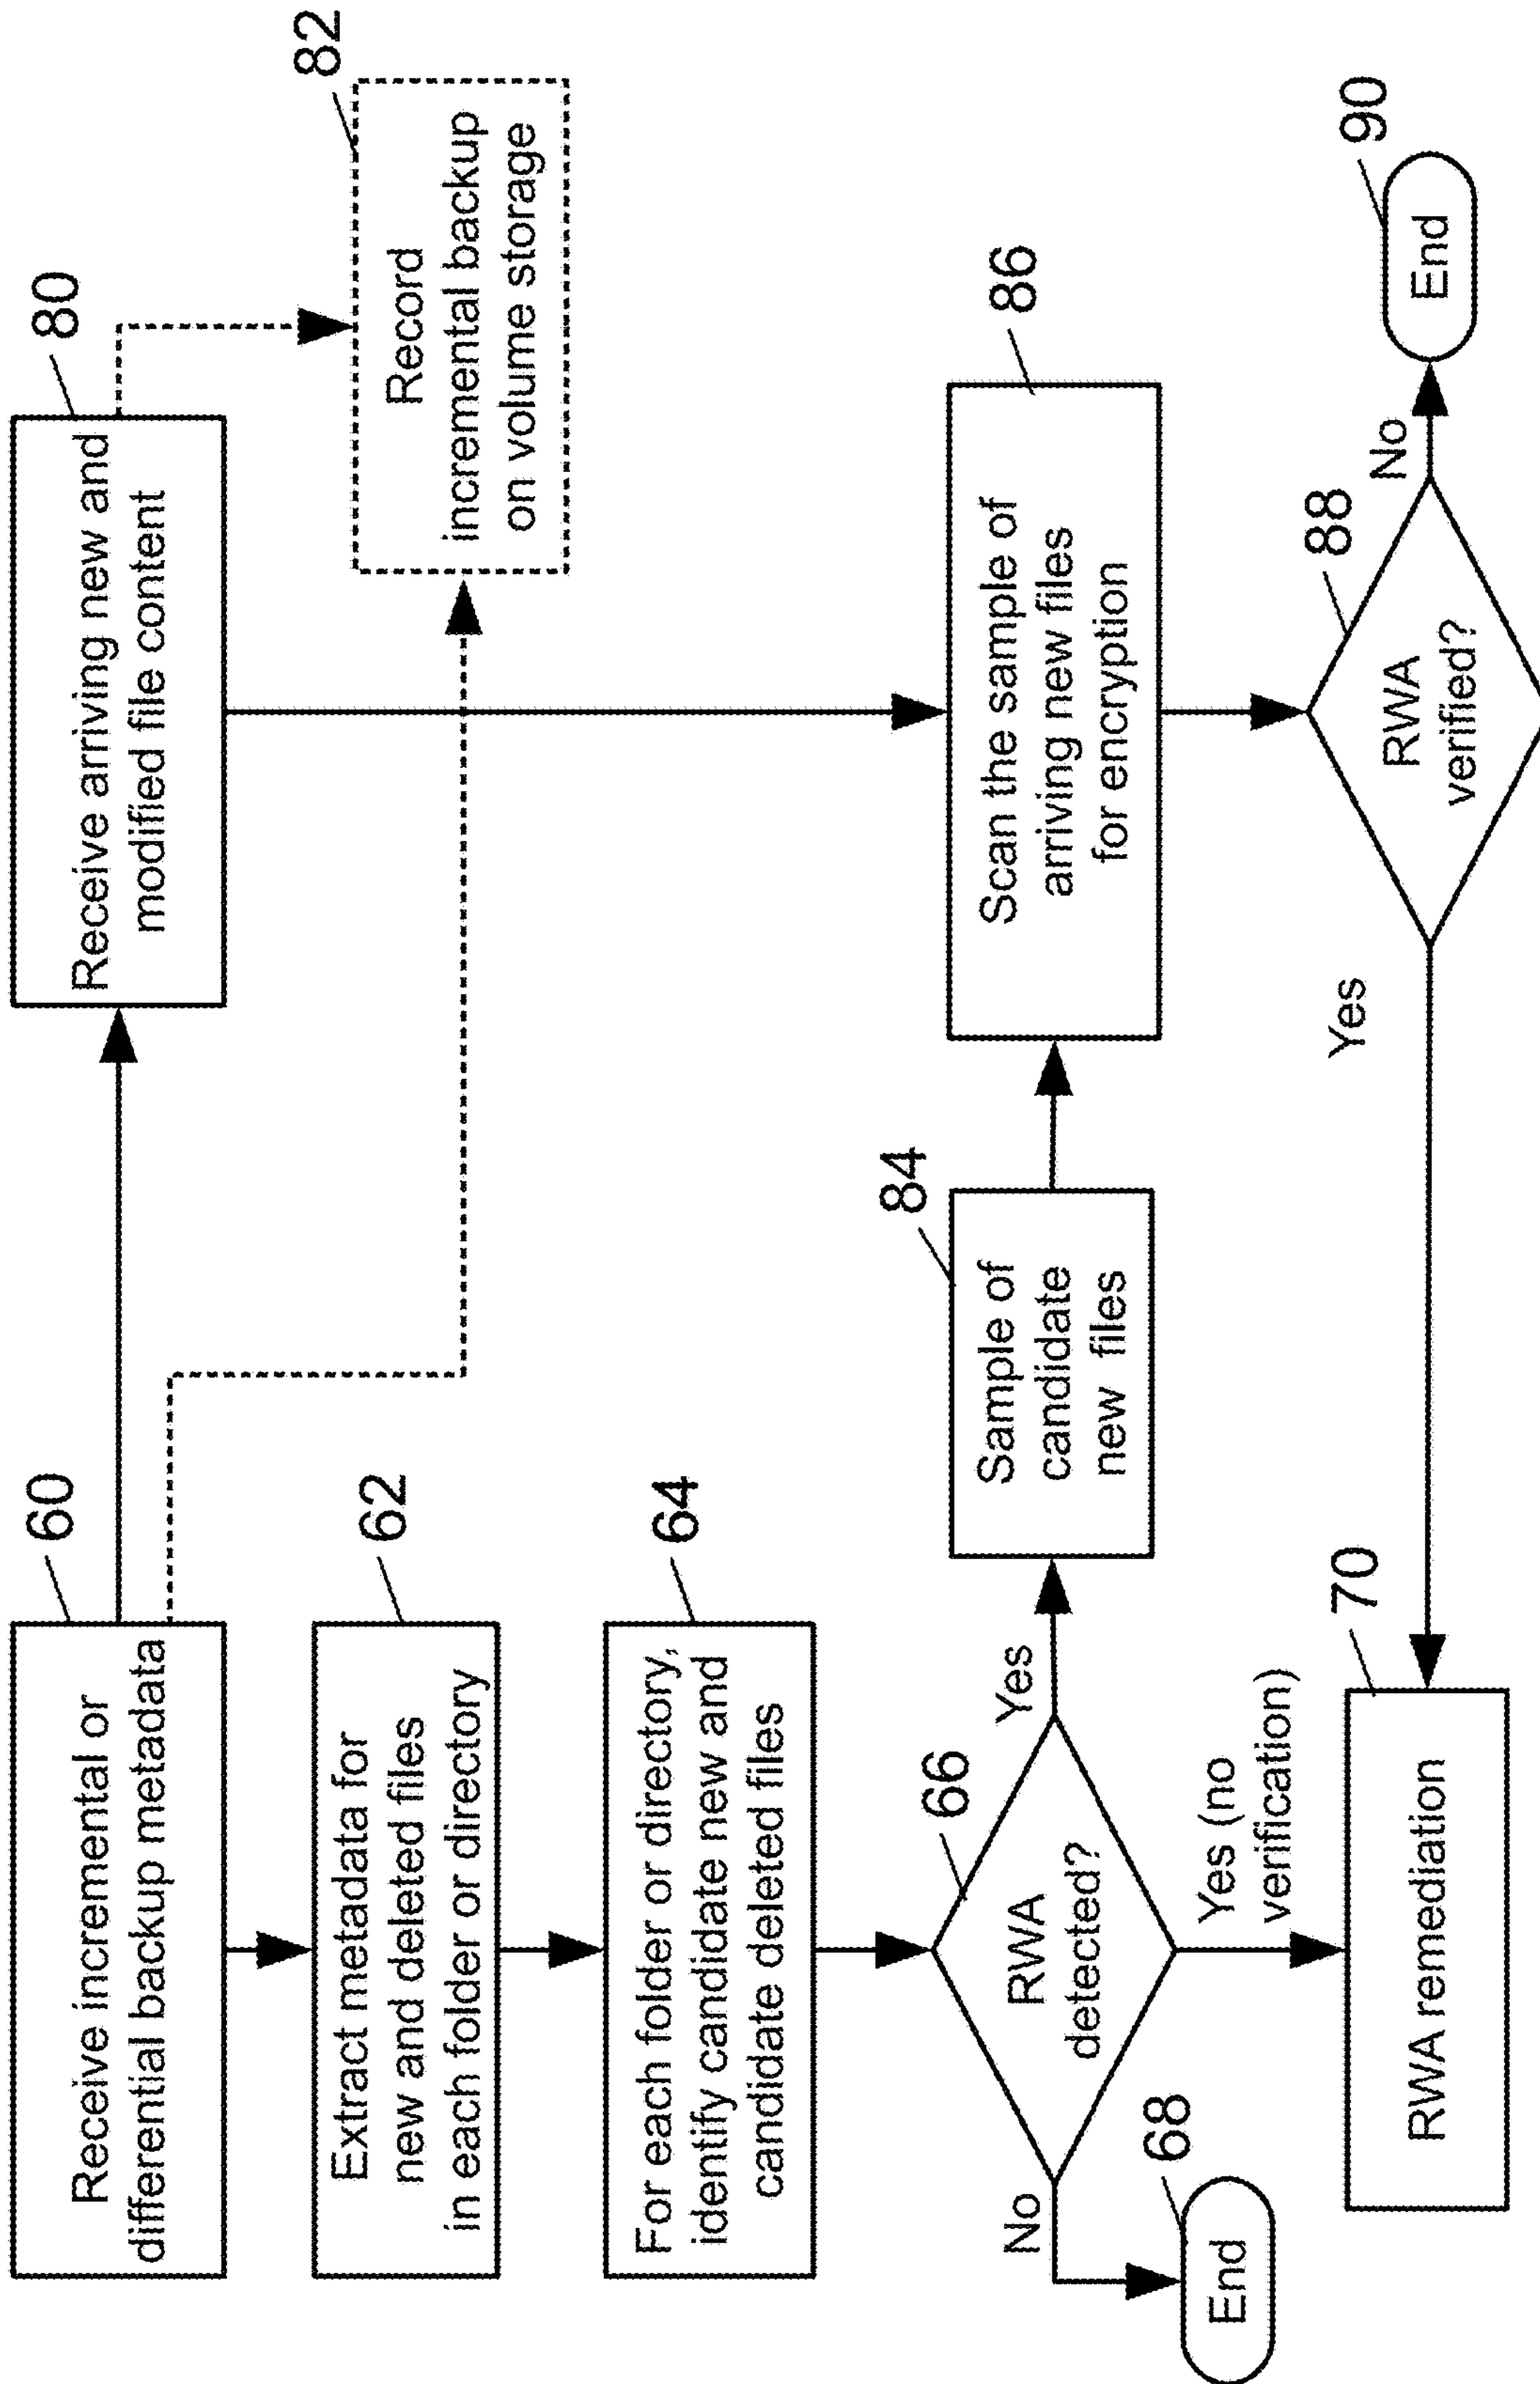 60
Receive incremental or
differential backup metadata
62
Extract metadata for
new and deleted files
in each folder or directory
64
For each folder or directory,
identify candidate new and
candidate deleted files
66
RWA
detected?
No
68
End
Yes (no
verification)
70
RWA remediation
Yes
84
Sample of
candidate
new files
80
Receive arriving new and
modified file content
82
Record
incremental backup
on volume storage
86
Scan the sample of
arriving new files
for encryption
88
RWA
verified?
Yes
No
90
End